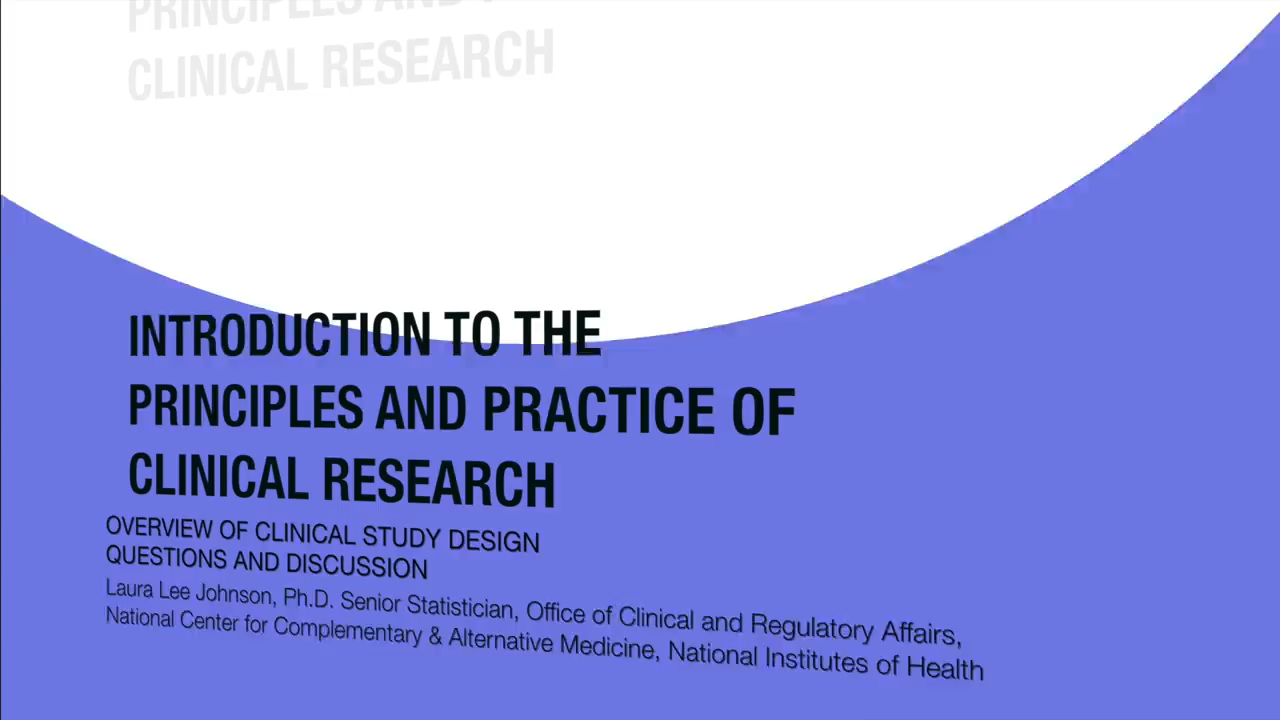 PRINCIPLES AND
CLINICAL RESEARCH
INTRODUCTION TO THE
PRINCIPLES AND PRACTICE OF
CLINICAL RESEARCH
OVERVIEW OF CLINICAL STUDY DESIGN
QUESTIONS AND DISCUSSION
Laura Lee Johnson, Ph.D. Senior Statistician, Office of Clinical and Regulatory Affairs,
National Center for Complementary & Alternative Medicine, National Institutes of Health